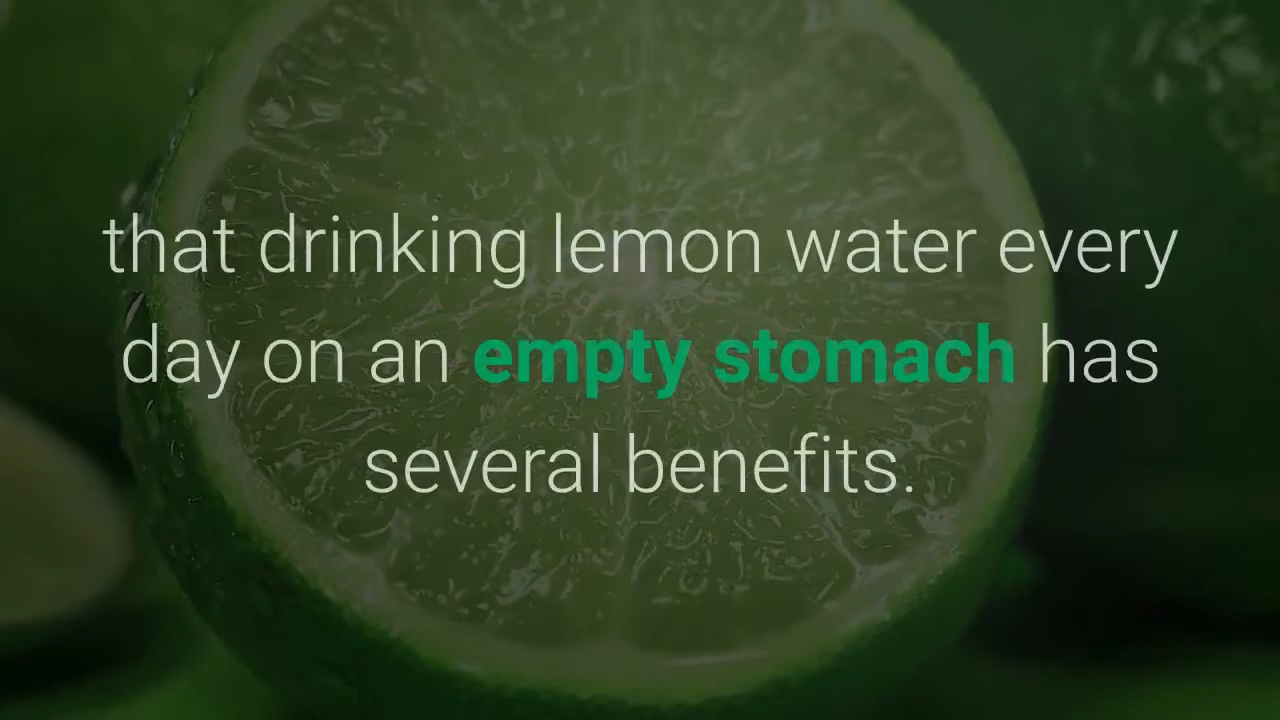 that drinking lemon water every
day on an empty stomach has
several benefits.